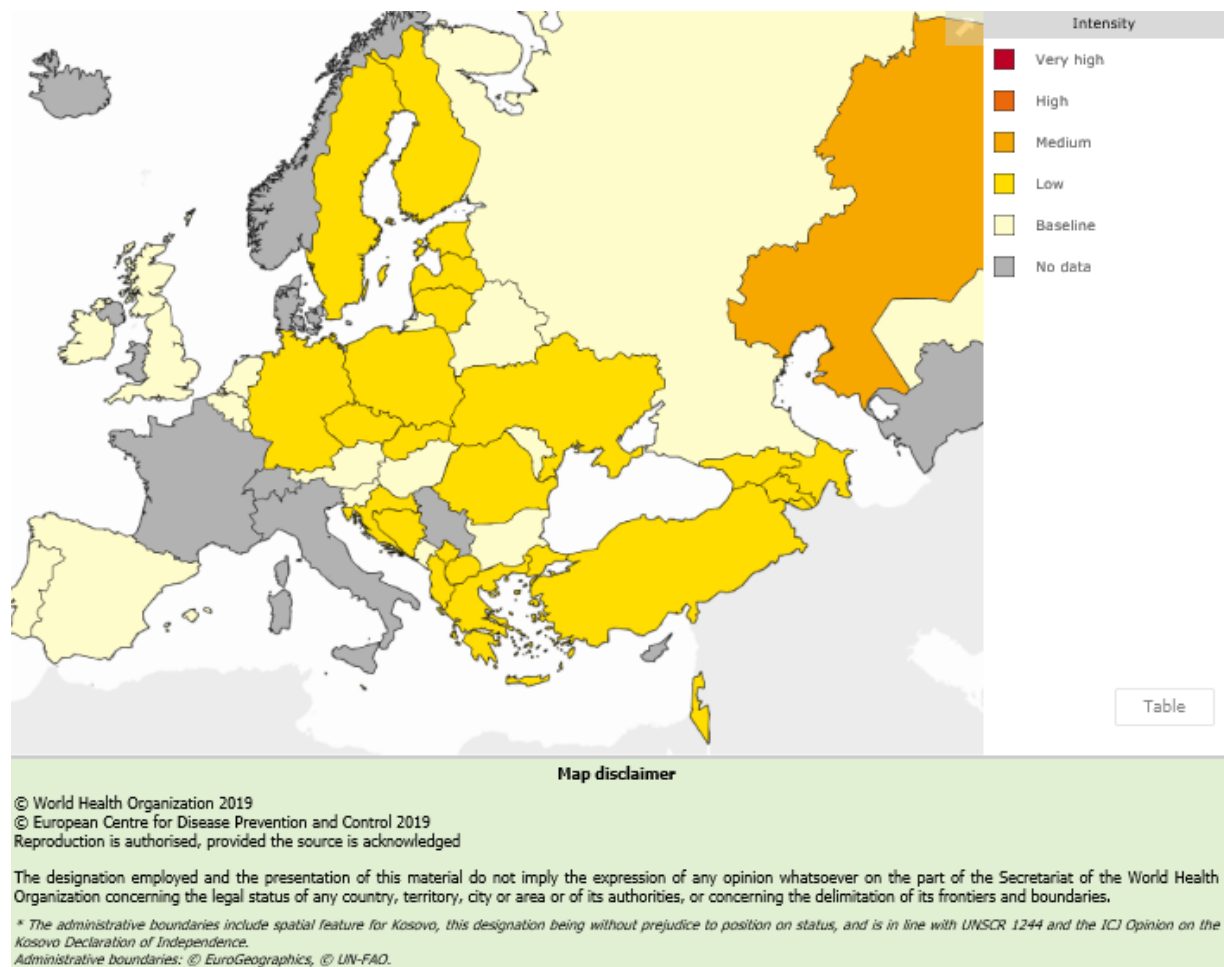 Intensity
Very high
High
Medium
Low
Baseline
No data
Table
Map disclaimer
© World Health Organization 2019
© European Centre for Disease Prevention and Control 2019
Reproduction is authorised, provided the source is acknowledged
The designation employed and the presentation of this material do not imply the expression of any opinion whatsoever on the part of the Secretariat of the World Health
Organization concerning the legal status of any country, territory, city or area or of its authorities, or concerning the delimitation of its frontiers and boundaries.
* The administrative boundaries include spatial feature for Kosovo, this designation being without prejudice to position on status, and is in line with UNSCR 1244 and the ICJ Opinion on the
Kosovo Declaration of Independence.
Administrative boundaries: © EuroGeographics, © UN-FAO.